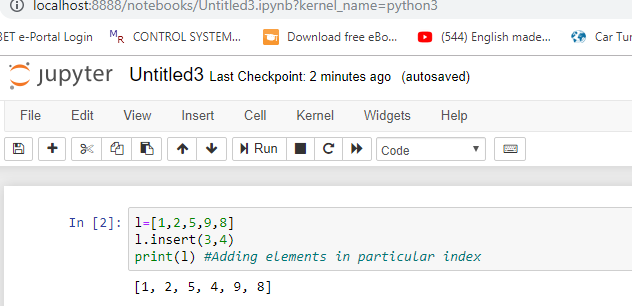 localhost:8888/notebooks/Untitled3.ipynb?kernel_name=python3
BET e-Portal Login MR CONTROL SYSTEM... Download free eBo... (544) English made... Car Tur
jupyter Untitled3 Last Checkpoint: 2 minutes ago (autosaved)
File Edit View Insert Cell Kernel Widgets Help
Run Code
In [2]: l=[1,2,5,9,8]
l.insert(3,4)
print(l) #Adding elements in particular index
[1, 2, 5, 4, 9, 8]